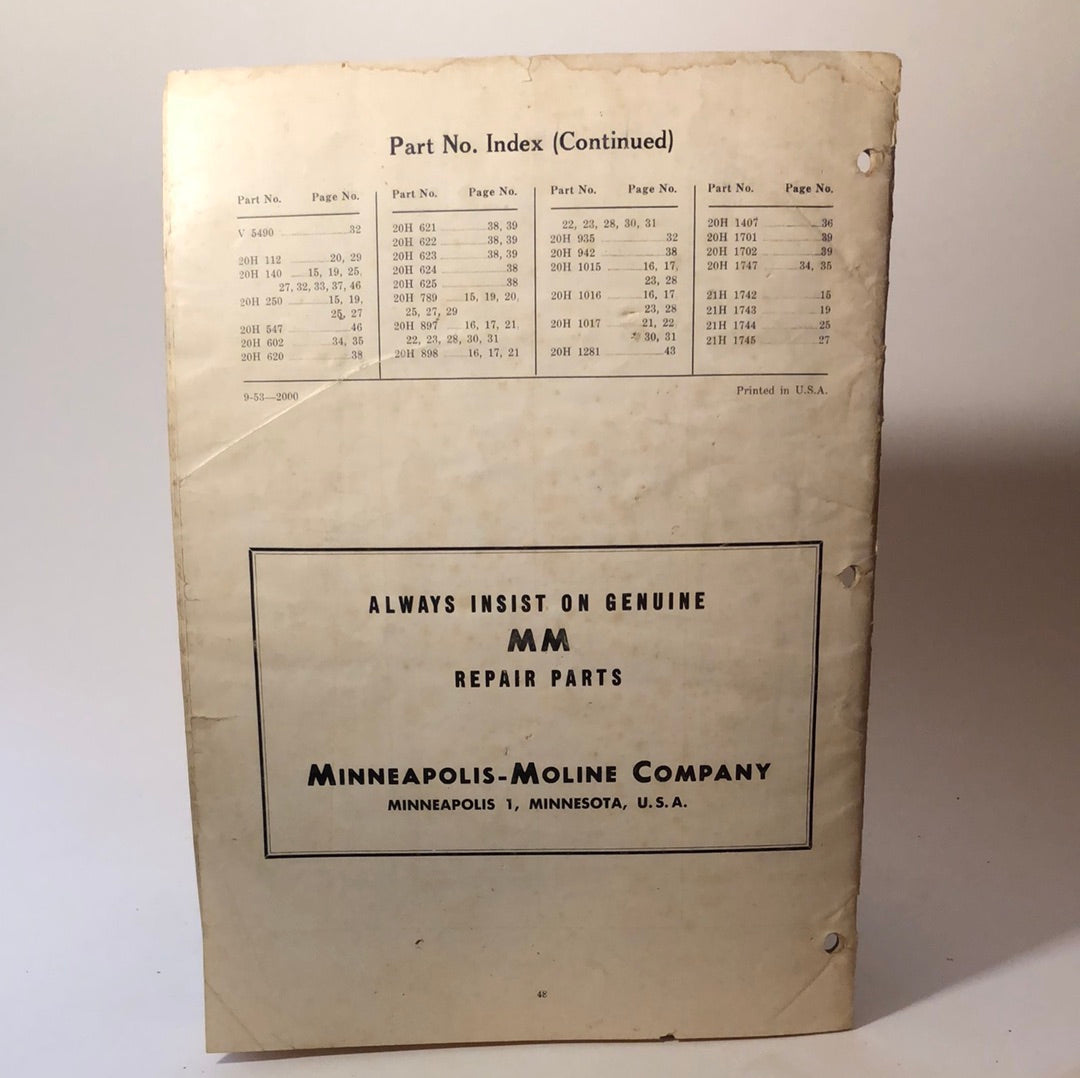 Part No. Index (Continued)
Part No. Page No.
V 5490 32
20H 112 20, 29
20H 140 15, 19, 25,
27, 32, 33, 37, 46
20H 250 15, 19,
25, 27
20H 547 46
20H 602 34, 35
20H 620 38
Part No. Page No.
20H 621 38, 39
20H 622 38, 39
20H 623 38, 39
20H 624 38
20H 625 38
20H 789 15, 19, 20,
25, 27, 29
20H 897 16, 17, 21,
22, 23, 28, 30, 31
20H 898 16, 17, 21
Part No. Page No.
22, 23, 28, 30, 31
20H 935 32
20H 942 38
20H 1015 16, 17,
23, 28
20H 1016 16, 17
23, 28
20H 1017 21, 22
30, 31
20H 1281 43
Part No. Page No.
20H 1407 36
20H 1701 39
20H 1702 39
20H 1747 34, 35
21H 1742 15
21H 1743 19
21H 1744 25
21H 1745 27
9-53—2000
Printed in U.S.A.
ALWAYS INSIST ON GENUINE
MM
REPAIR PARTS
MINNEAPOLIS-MOLINE COMPANY
MINNEAPOLIS 1, MINNESOTA, U.S.A.
48